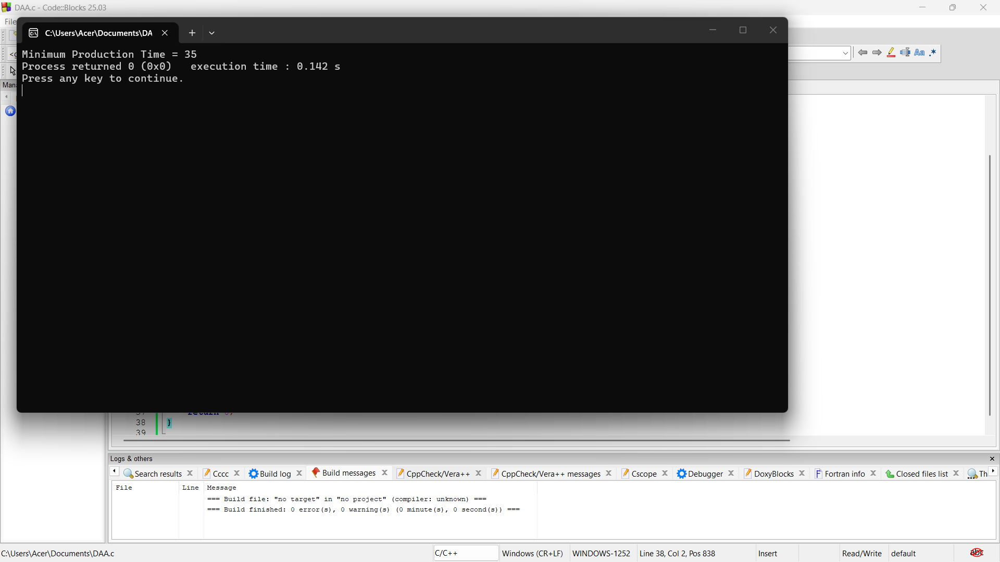 DAA.c - Code::Blocks 25.03
File
C:\Users\Acer\Documents\DA
Minimum Production Time = 35
Process returned 0 (0x0)   execution time : 0.142 s
Press any key to continue.
Aa
.*
38 }
39
Logs & others
Search results
Cccc
Build log
Build messages
CppCheck/Vera++
CppCheck/Vera++ messages
Cscope
Debugger
DoxyBlocks
Fortran info
Closed files list
Th
File Line Message
=== Build file: "no target" in "no project" (compiler: unknown) ===
=== Build finished: 0 error(s), 0 warning(s) (0 minute(s), 0 second(s)) ===
C:\Users\Acer\Documents\DAA.c C/C++ Windows (CR+LF) WINDOWS-1252 Line 38, Col 2, Pos 838 Insert Read/Write default abc